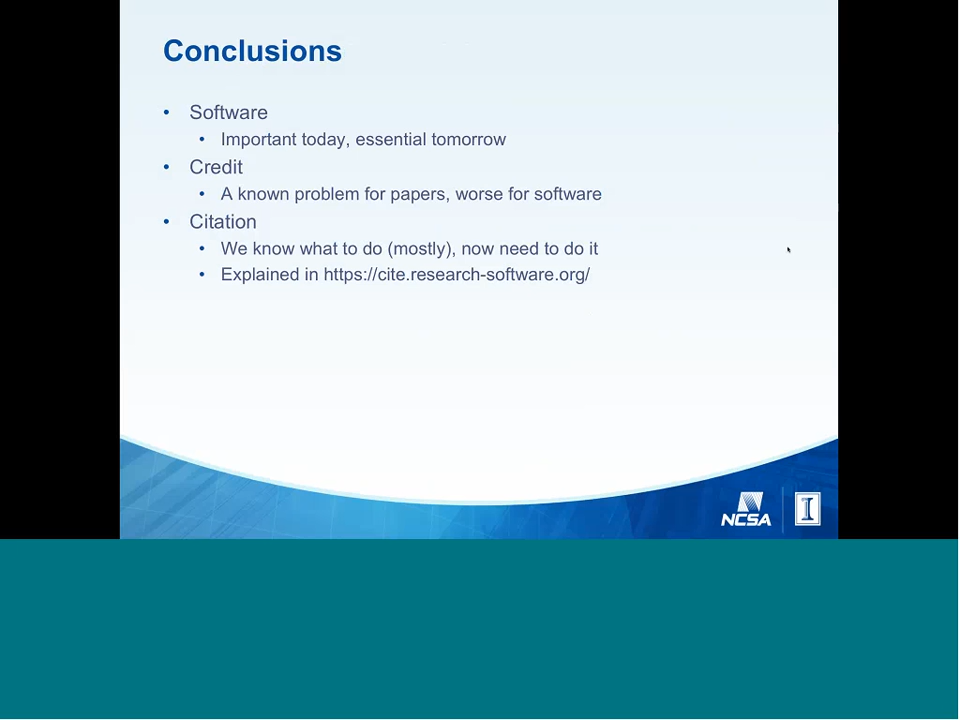 Conclusions
• Software
• Important today, essential tomorrow
• Credit
• A known problem for papers, worse for software
• Citation
• We know what to do (mostly), now need to do it
• Explained in https://cite.research-software.org/
NCSA
I